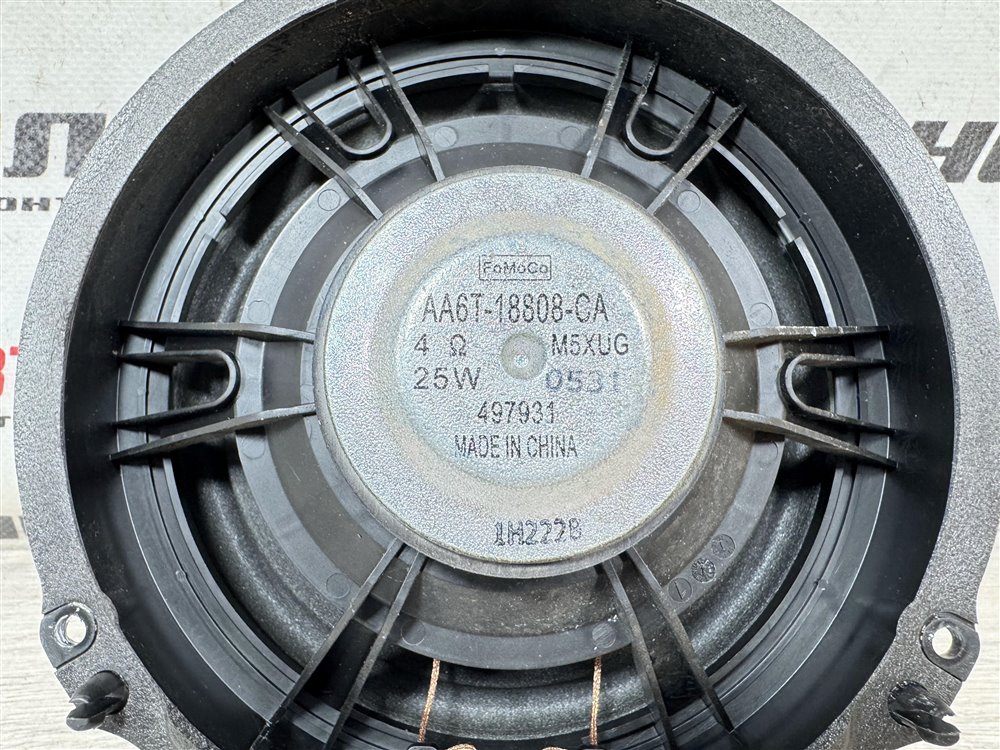 FoMoCo
AA6T-18808-CA
4 Ω M5XUG
25W 0531
497931
MADE IN CHINA
1H222B